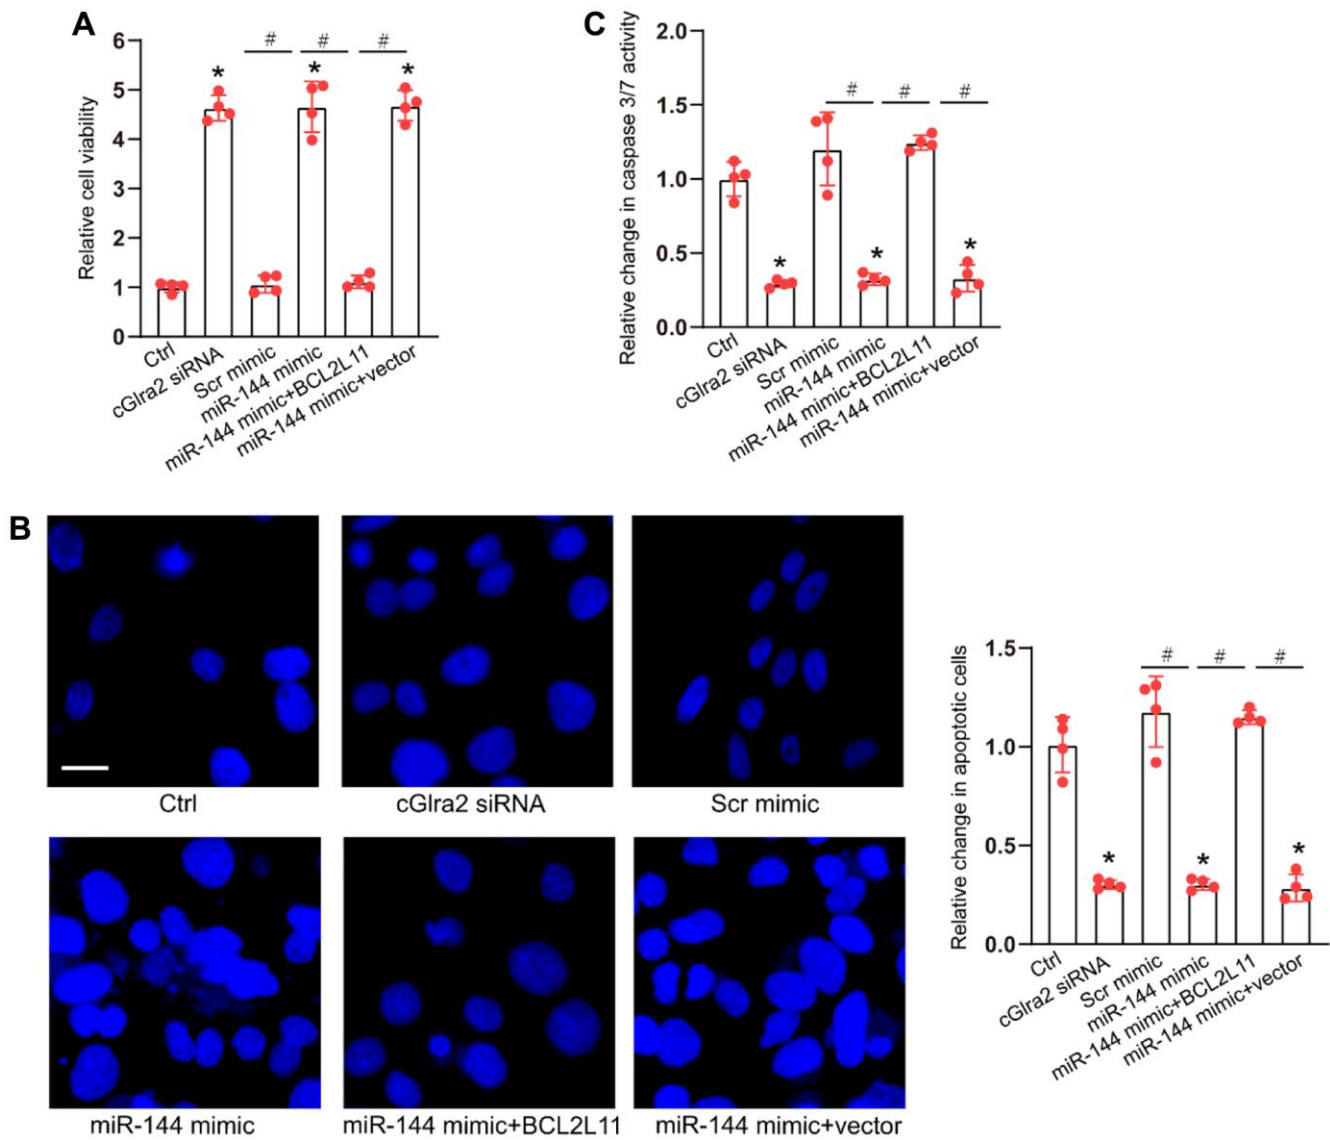 A
Relative cell viability
6
5
4
3
2
1
0
# # #
* * *
Ctrl
cGlra2 siRNA
Scr mimic
miR-144 mimic
miR-144 mimic+BCL2L11
miR-144 mimic+vector
C
Relative change in caspase 3/7 activity
2.0
1.5
1.0
0.5
0.0
# # #
* * *
Ctrl
cGlra2 siRNA
Scr mimic
miR-144 mimic
miR-144 mimic+BCL2L11
miR-144 mimic+vector
B
Ctrl
cGlra2 siRNA
Scr mimic
miR-144 mimic
miR-144 mimic+BCL2L11
miR-144 mimic+vector
Relative change in apoptotic cells
1.5
1.0
0.5
0.0
# # #
* * *
Ctrl
cGlra2 siRNA
Scr mimic
miR-144 mimic
miR-144 mimic+BCL2L11
miR-144 mimic+vector